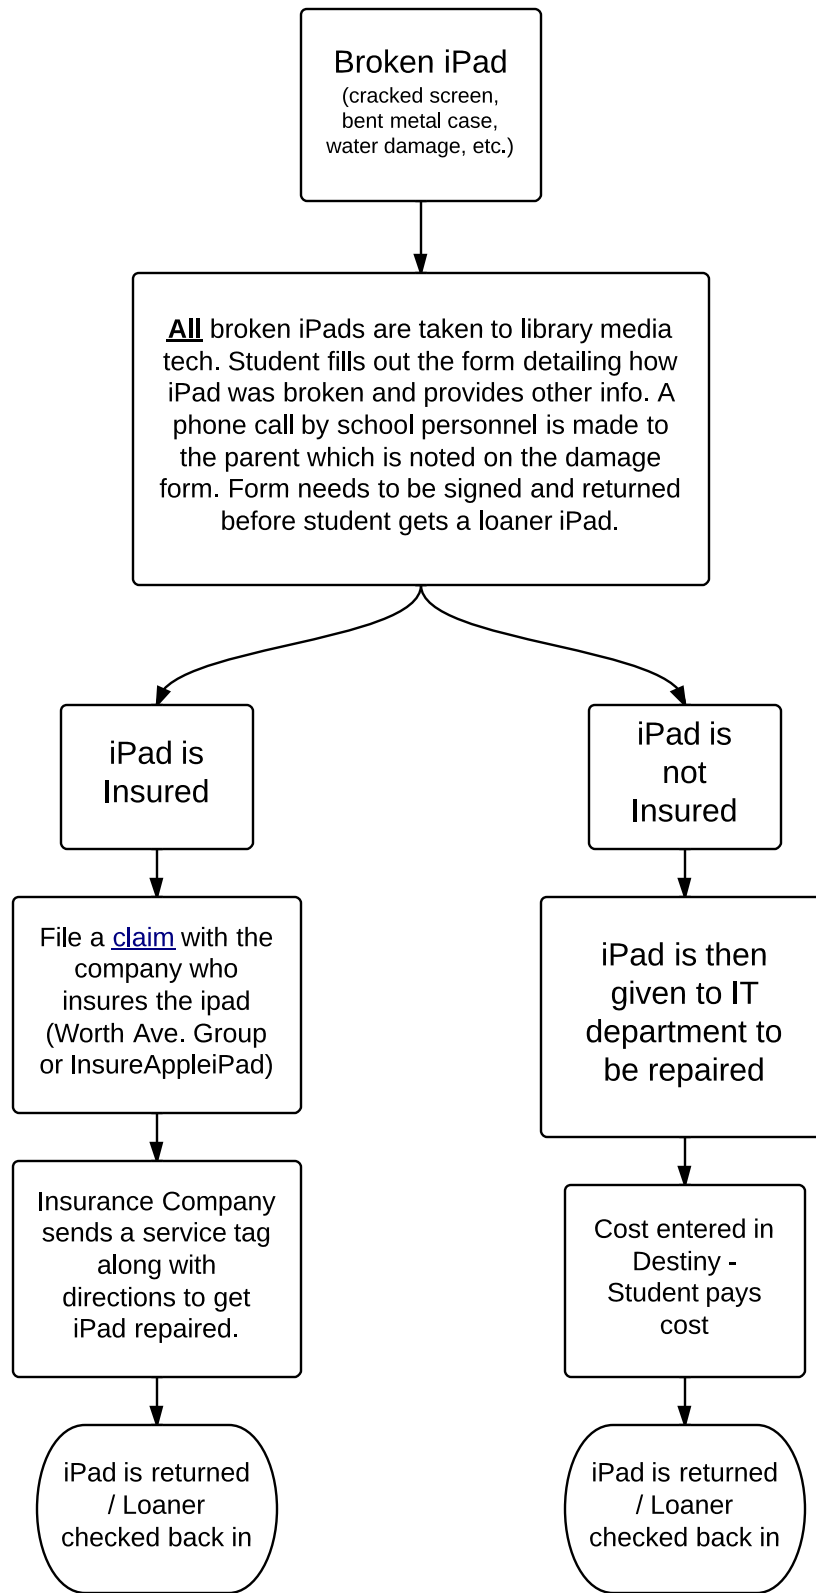 Broken iPad
(cracked screen,
bent metal case,
water damage, etc.)
All broken iPads are taken to library media
tech. Student fills out the form detailing how
iPad was broken and provides other info. A
phone call by school personnel is made to
the parent which is noted on the damage
form. Form needs to be signed and returned
before student gets a loaner iPad.
iPad is
Insured
iPad is
not
Insured
File a claim with the
company who
insures the ipad
(Worth Ave. Group
or InsureAppleiPad)
iPad is then
given to IT
department to
be repaired
Insurance Company
sends a service tag
along with
directions to get
iPad repaired.
Cost entered in
Destiny -
Student pays
cost
iPad is returned
/ Loaner
checked back in
iPad is returned
/ Loaner
checked back in